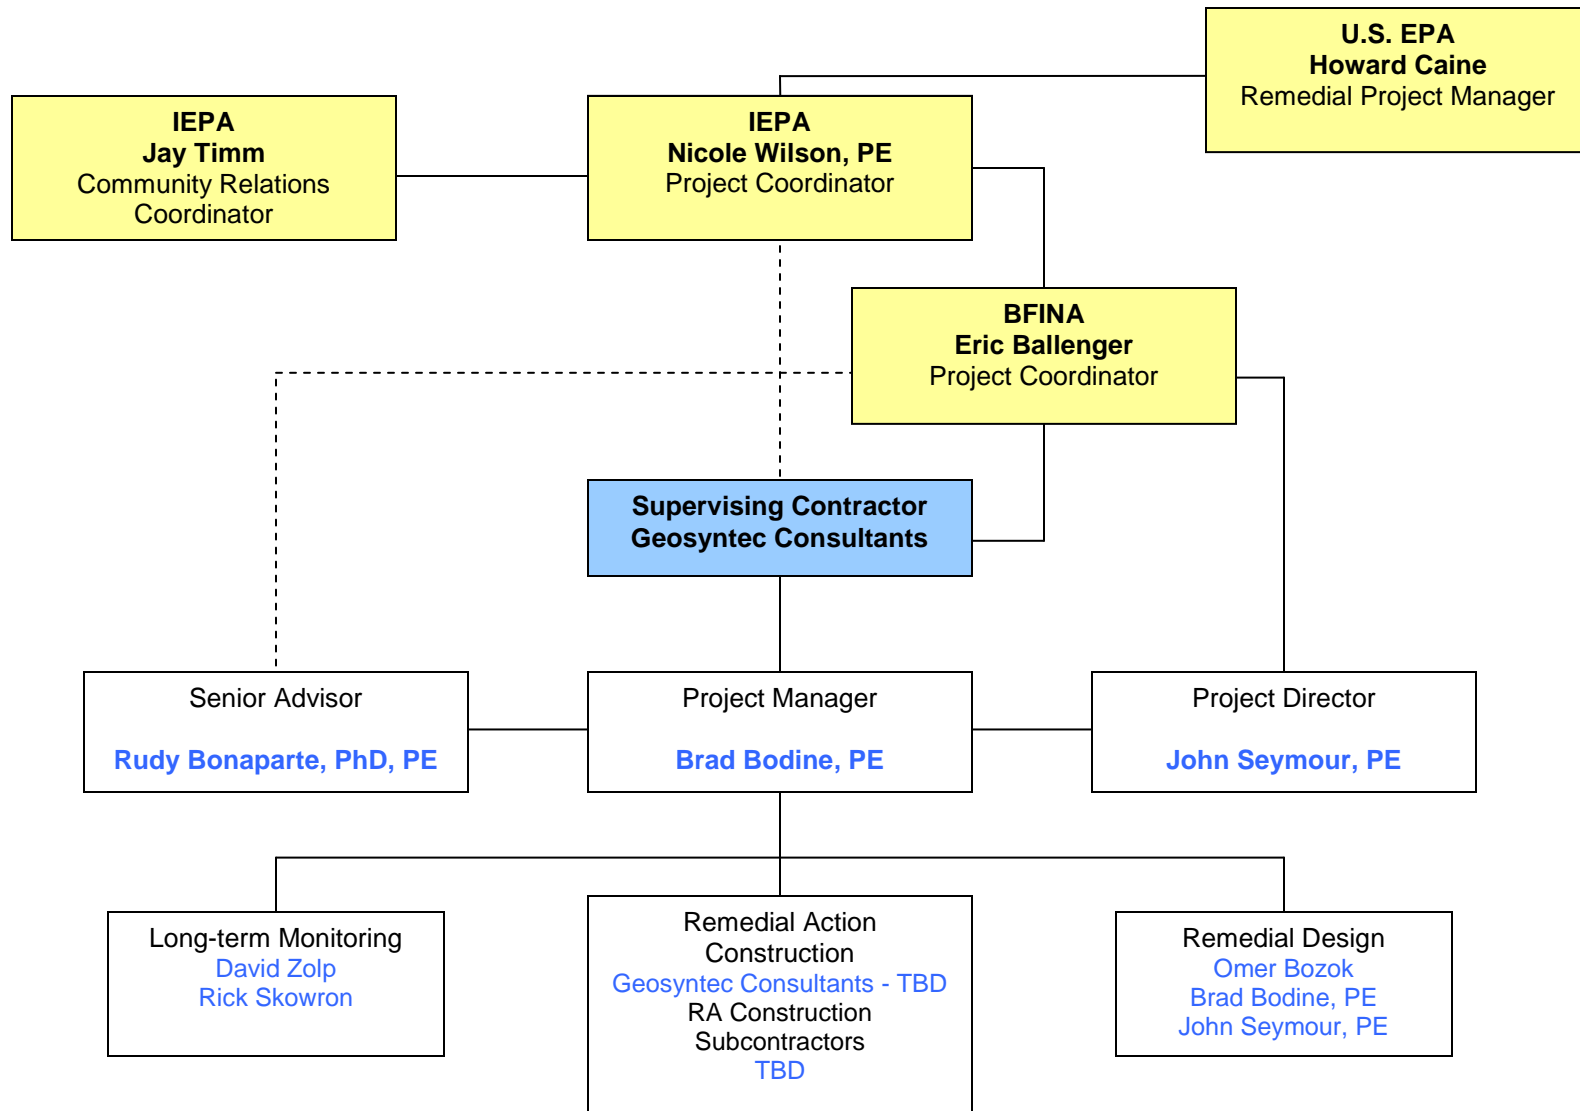 U.S. EPA
Howard Caine
Remedial Project Manager
IEPA
Jay Timm
Community Relations
Coordinator
IEPA
Nicole Wilson, PE
Project Coordinator
BFINA
Eric Ballenger
Project Coordinator
Supervising Contractor
Geosyntec Consultants
Senior Advisor
Rudy Bonaparte, PhD, PE
Project Manager
Brad Bodine, PE
Project Director
John Seymour, PE
Long-term Monitoring
David Zolp
Rick Skowron
Remedial Action
Construction
Geosyntec Consultants - TBD
RA Construction
Subcontractors
TBD
Remedial Design
Omer Bozok
Brad Bodine, PE
John Seymour, PE